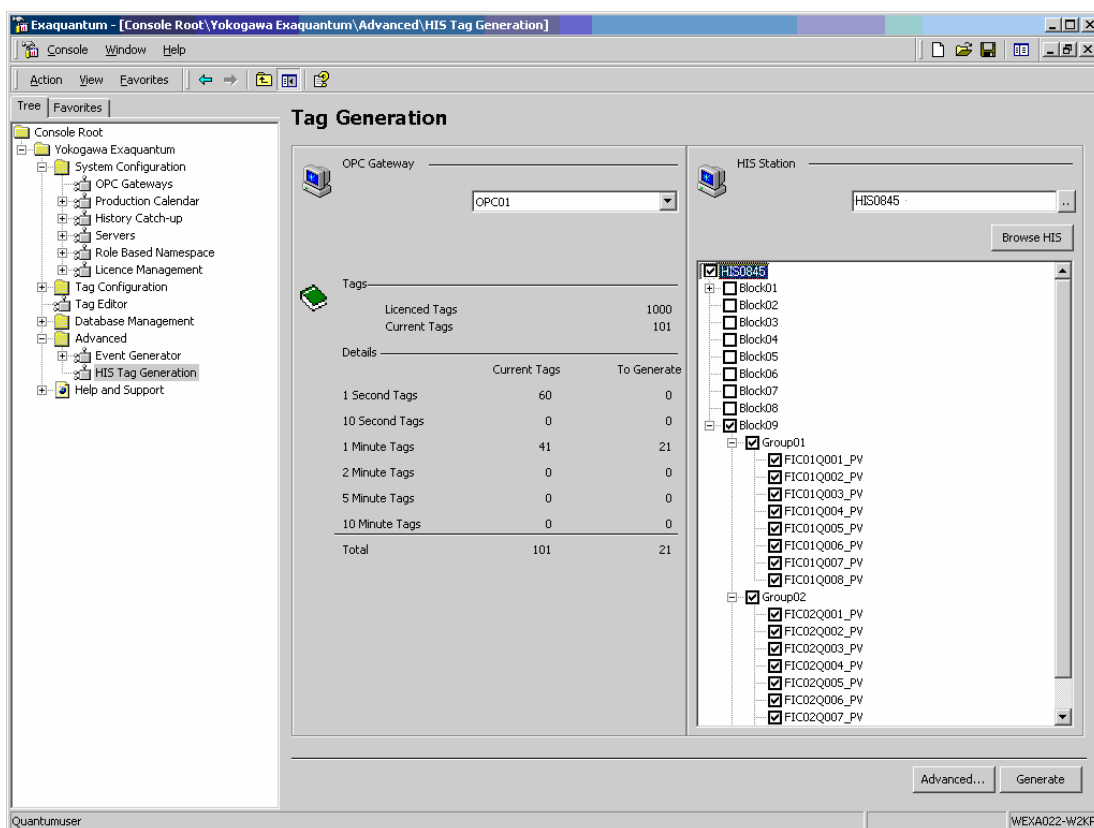 Exaquantum - [Console Root\Yokogawa Exaquantum\Advanced\HIS Tag Generation]
Console Window Help
Action View Favorites
Tree Favorites
Console Root
Yokogawa Exaquantum
System Configuration
OPC Gateways
Production Calendar
History Catch-up
Servers
Role Based Namespace
Licence Management
Tag Configuration
Tag Editor
Database Management
Advanced
Event Generator
HIS Tag Generation
Help and Support
Tag Generation
OPC Gateway
OPC01
Tags
Licenced Tags 1000
Current Tags 101
Details
Current Tags To Generate
1 Second Tags 60 0
10 Second Tags 0 0
1 Minute Tags 41 21
2 Minute Tags 0 0
5 Minute Tags 0 0
10 Minute Tags 0 0
Total 101 21
HIS Station
HIS0845
..
Browse HIS
HIS0845
Block01
Block02
Block03
Block04
Block05
Block06
Block07
Block08
Block09
Group01
FIC01Q001_PV
FIC01Q002_PV
FIC01Q003_PV
FIC01Q004_PV
FIC01Q005_PV
FIC01Q006_PV
FIC01Q007_PV
FIC01Q008_PV
Group02
FIC02Q001_PV
FIC02Q002_PV
FIC02Q003_PV
FIC02Q004_PV
FIC02Q005_PV
FIC02Q006_PV
FIC02Q007_PV
Advanced... Generate
Quantumuser